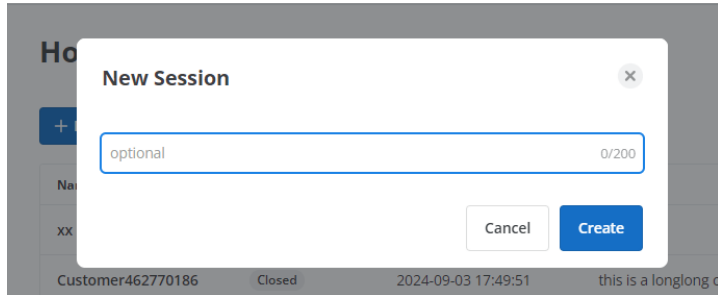 Ho
New Session
+
optional 0/200
Na
xx
Cancel Create
Customer462770186 Closed 2024-09-03 17:49:51 this is a longlong